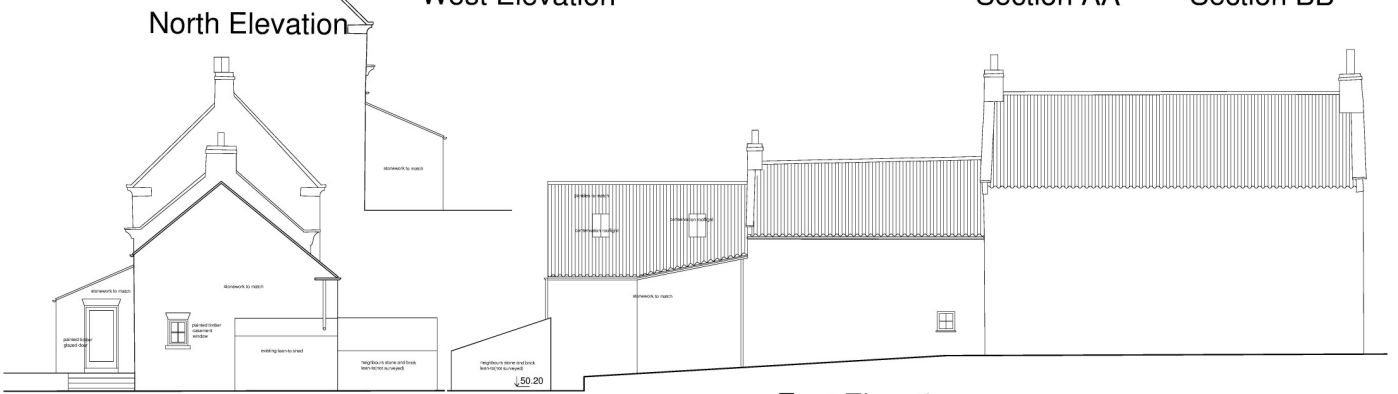 West Elevation
Section AA
Section BB
North Elevation
stonework to match
pantiles to match
conservation rooflight
conservation rooflight
stonework to match
stonework to match
stonework to match
painted timber
glazed door
painted timber
casement
window
existing lean-to shed
neighbours stone and brick
lean-to(not surveyed)
neighbours stone and brick
lean-to(not surveyed)
50.20